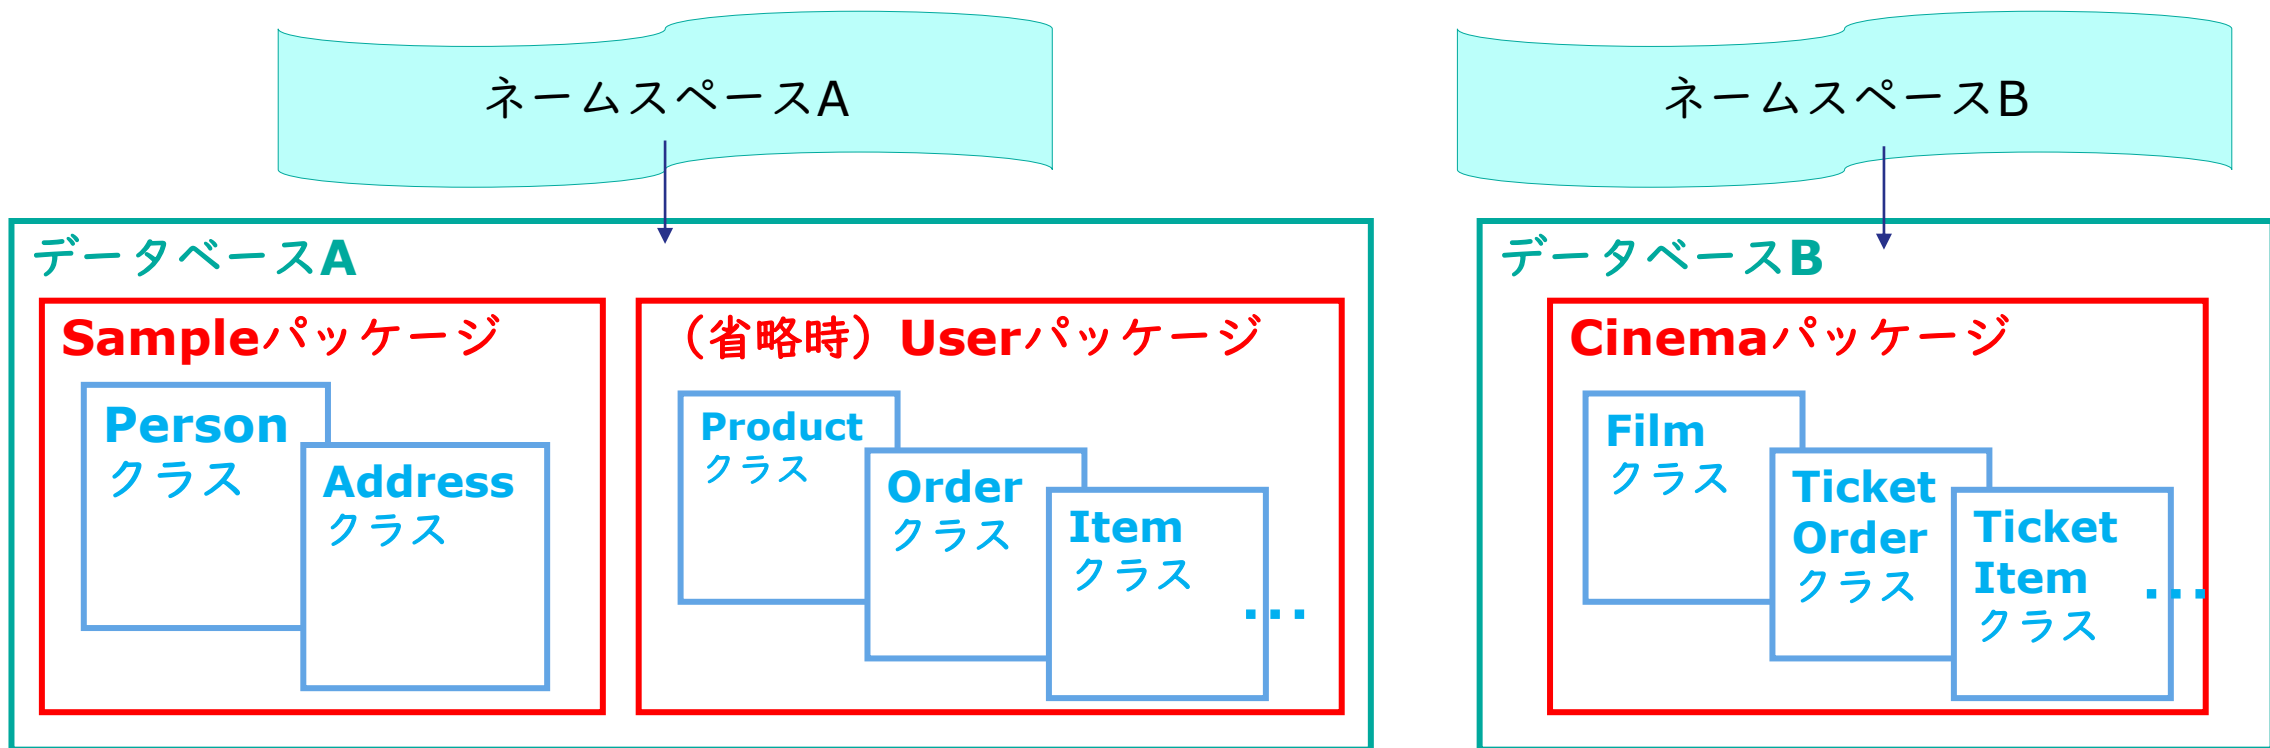 ネームスペースA
ネームスペースB
データベースA
Sampleパッケージ
Person
クラス
Address
クラス
（省略時）Userパッケージ
Product
クラス
Order
クラス
Item
クラス
...
データベースB
Cinemaパッケージ
Film
クラス
Ticket
Order
クラス
Ticket
Item
クラス
...